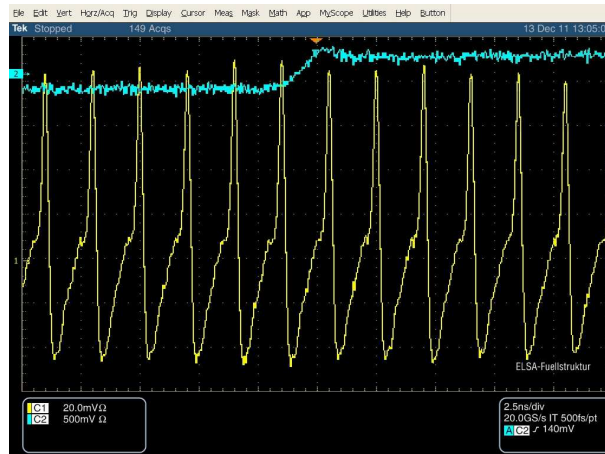 File Edit Vert Horz/Acq Trig Display Cursor Meas Mask Math App MyScope Utilities Help Button
Tek Stopped 149 Acqs 13 Dec 11 13:05:0
2
1
ELSA-Fuellstruktur
C1 20.0mVΩ
C2 500mV Ω
2.5ns/div
20.0GS/s IT 500fs/pt
A C2 140mV